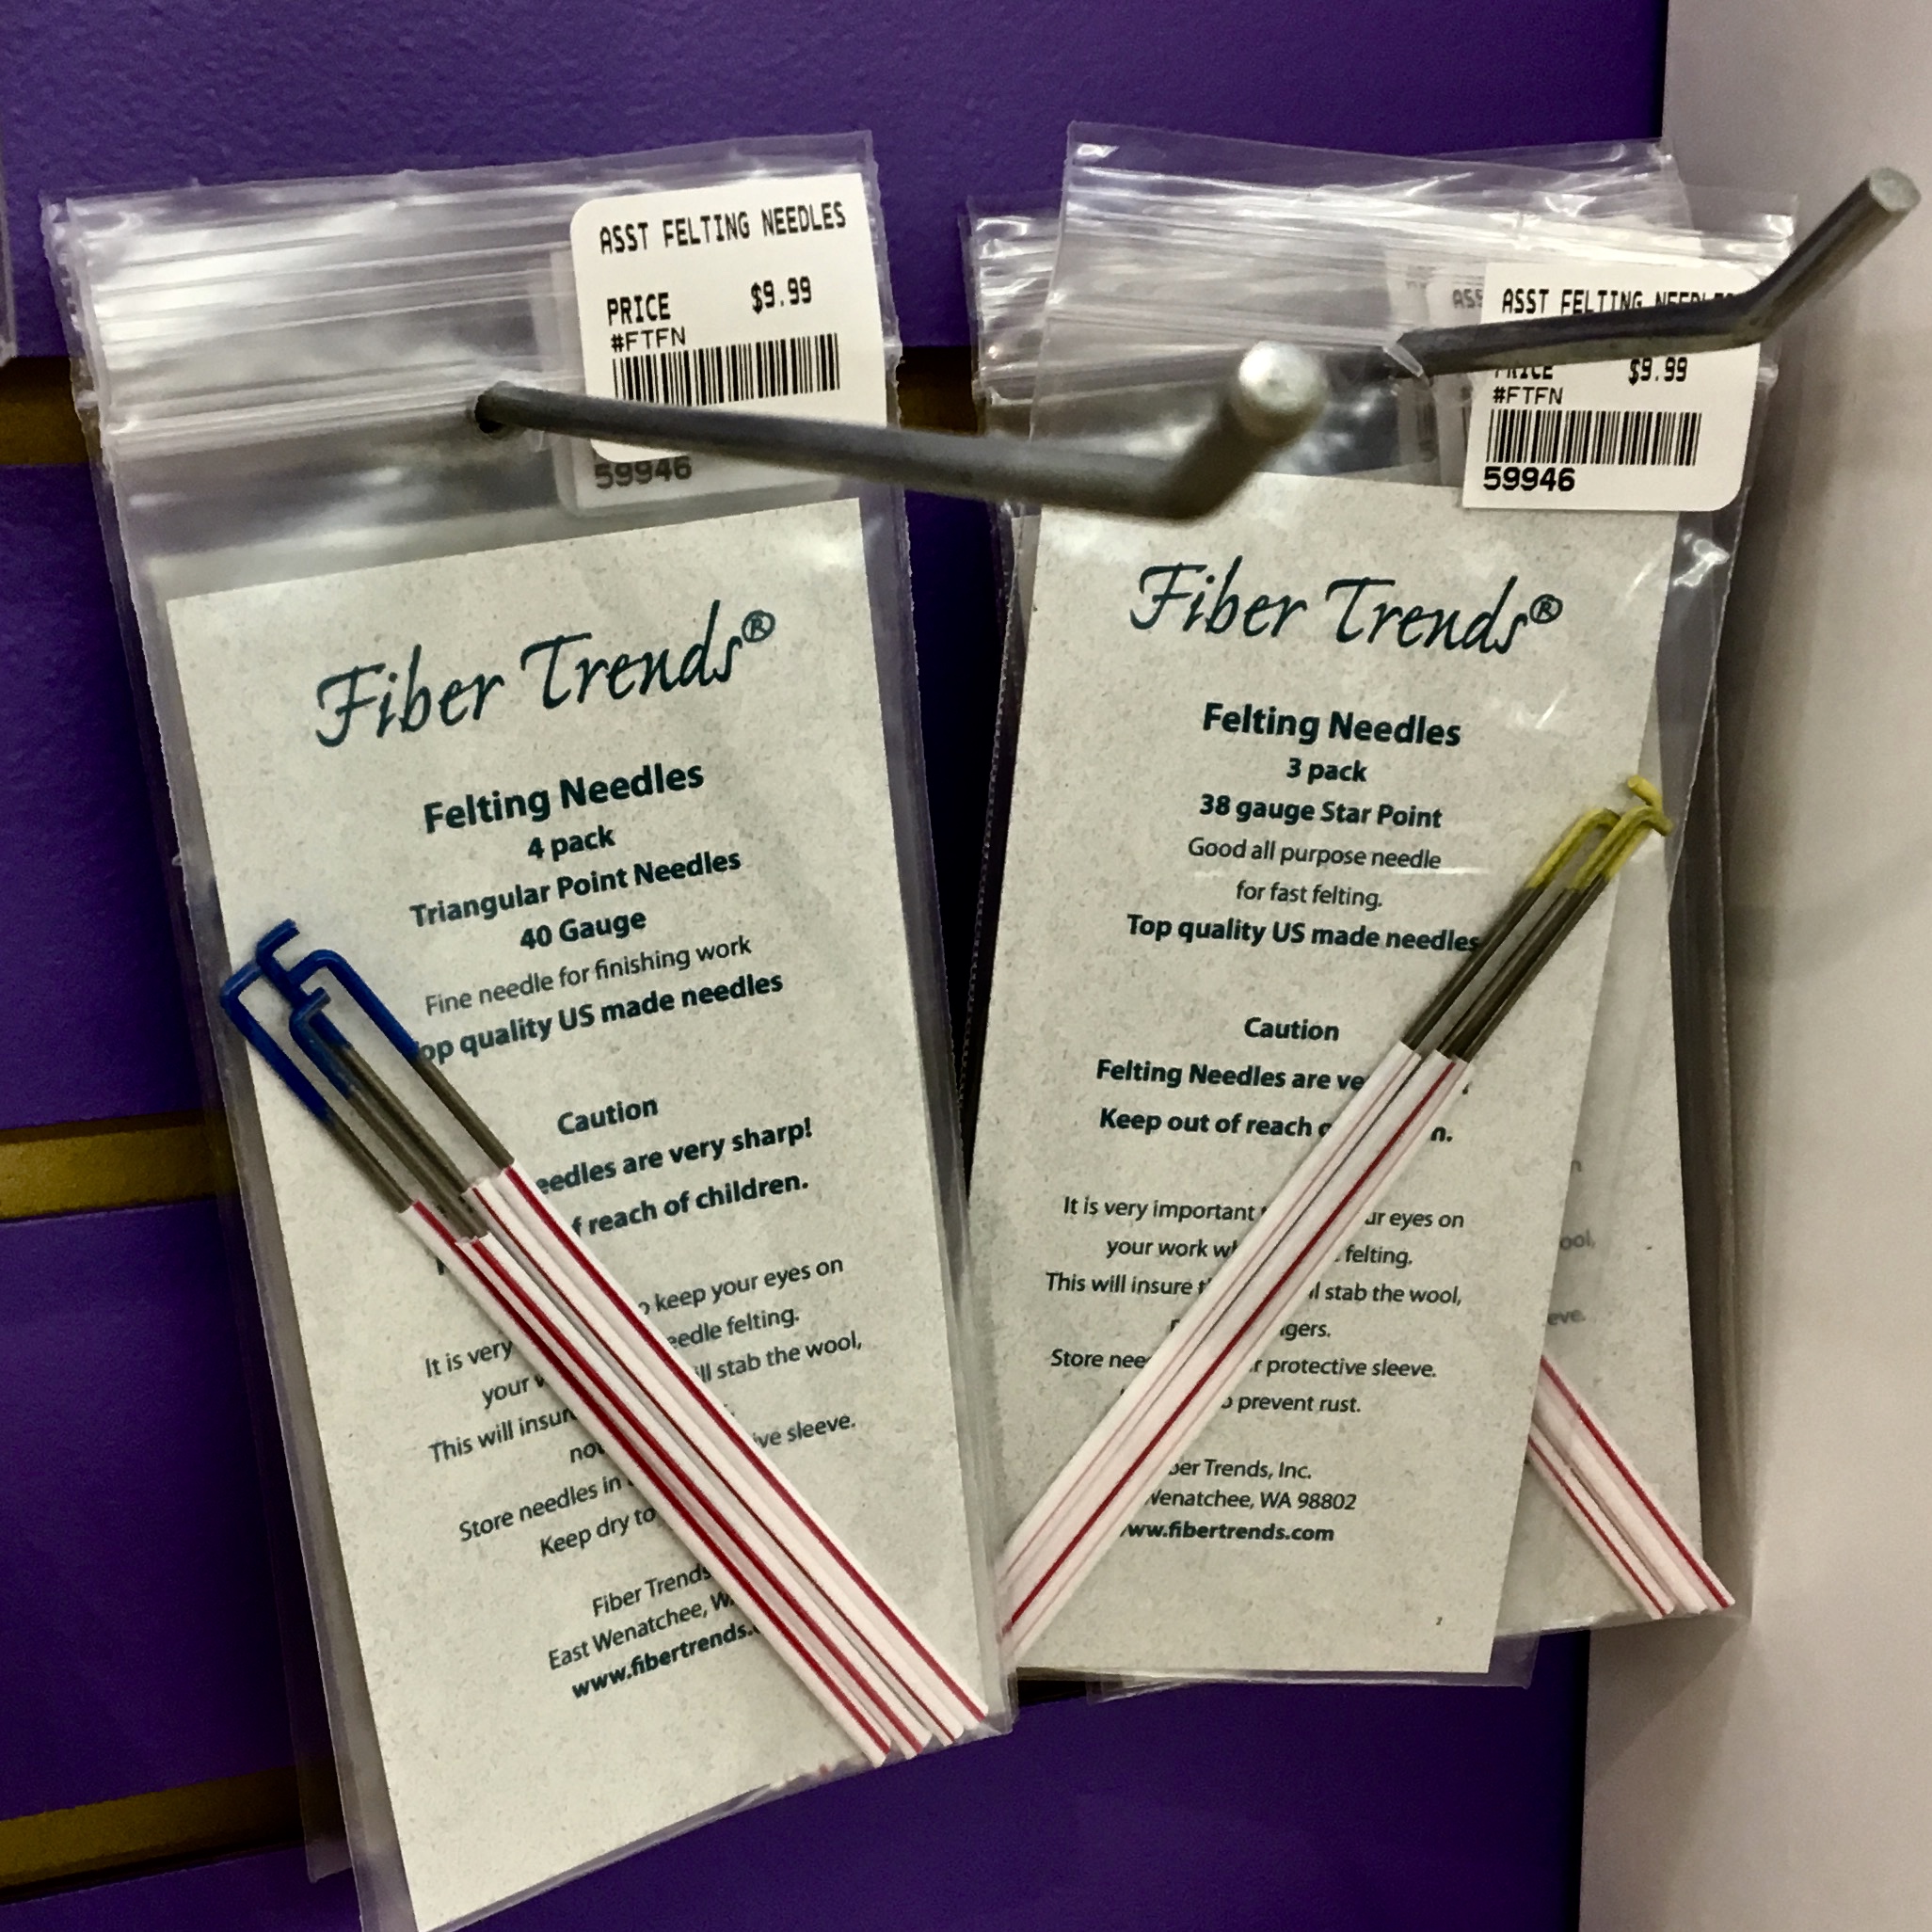 ASST FELTING NEEDLES
PRICE $9.99
#FTFN
59946
Fiber Trends®
Felting Needles
4 pack
Triangular Point Needles
40 Gauge
Fine needle for finishing work
op quality US made needles
Caution
eedles are very sharp!
f reach of children.
It is very keep your eyes on
your eedle felting.
This will insur ll stab the wool,
no
Store needles in ive sleeve.
Keep dry to
Fiber Trends
East Wenatchee, W
www.fibertrends.
ASS
ASST FELTING NEEDLES
PRICE $9.99
#FTFN
59946
Fiber Trends®
Felting Needles
3 pack
38 gauge Star Point
Good all purpose needle
for fast felting.
Top quality US made needles
Caution
Felting Needles are ve
Keep out of reach n.
It is very important ur eyes on
your work w felting.
This will insure t ll stab the wool,
gers.
Store nee r protective sleeve.
prevent rust.
ber Trends, Inc.
Wenatchee, WA 98802
www.fibertrends.com
ool,
eve.